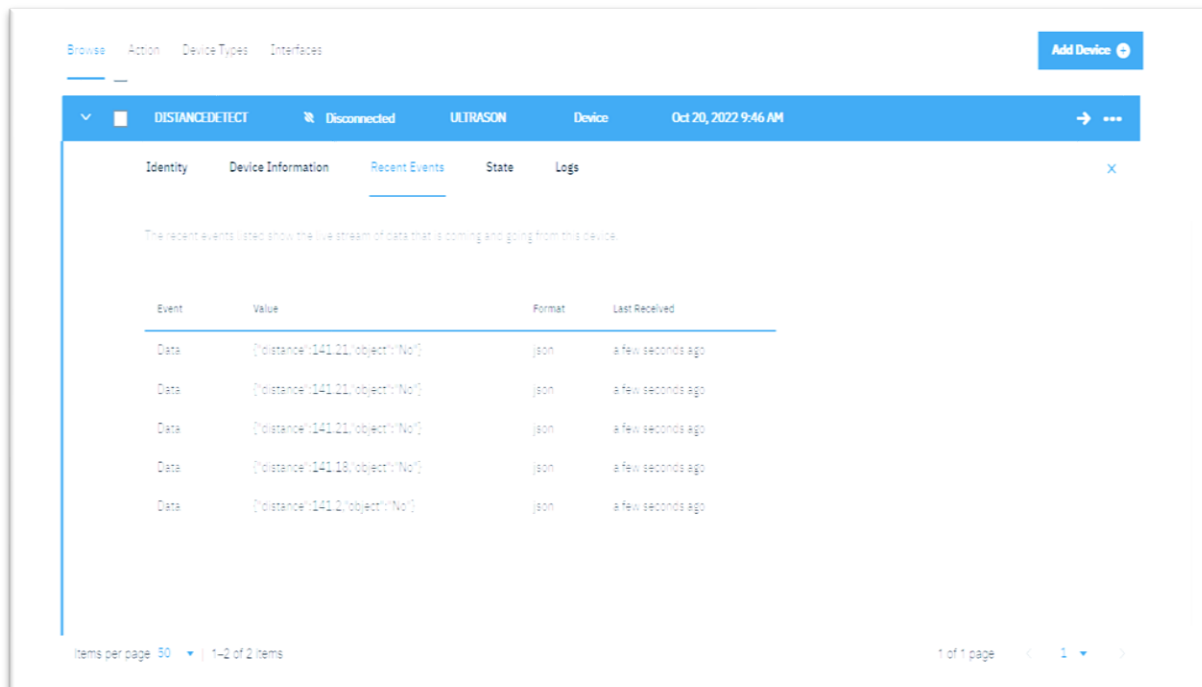 Browse Action Device Types Interfaces Add Device
DISTANCEDETECT Disconnected ULTRASON Device Oct 20, 2022 9:46 AM
Identity Device Information Recent Events State Logs
The recent events listed show the live stream of data that is coming and going from this device.
Event Value Format Last Received
Data {"distance":141.21,"object":"No"} json a few seconds ago
Data {"distance":141.21,"object":"No"} json a few seconds ago
Data {"distance":141.21,"object":"No"} json a few seconds ago
Data {"distance":141.18,"object":"No"} json a few seconds ago
Data {"distance":141.2,"object":"No"} json a few seconds ago
Items per page 50 | 1–2 of 2 items 1 of 1 page 1